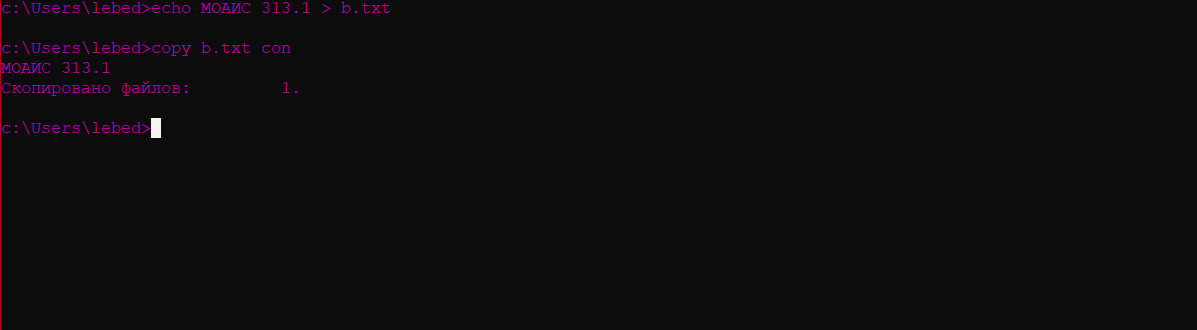 c:\Users\lebed>echo МОАИС 313.1 > b.txt
c:\Users\lebed>copy b.txt con
МОАИС 313.1
Скопировано файлов:         1.
c:\Users\lebed>